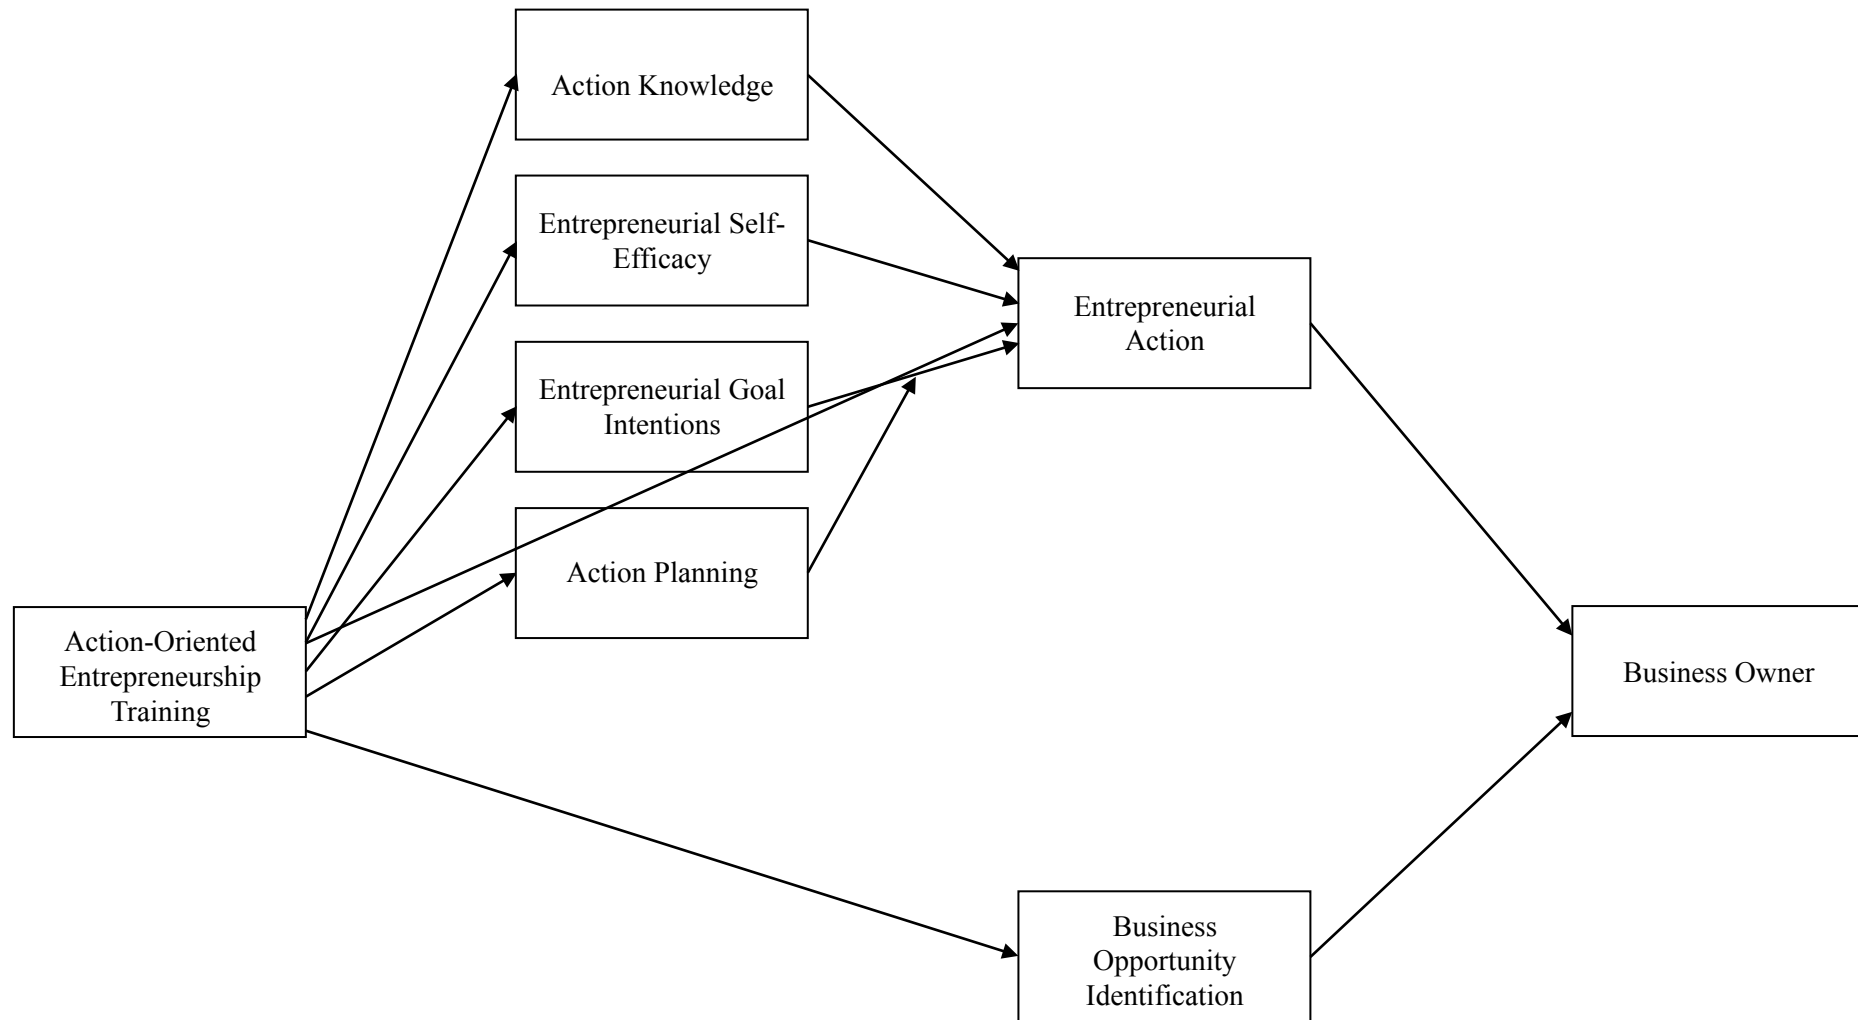 Action Knowledge
Entrepreneurial Self-
Efficacy
Entrepreneurial
Action
Entrepreneurial Goal
Intentions
Action Planning
Action-Oriented
Entrepreneurship
Training
Business Owner
Business
Opportunity
Identification